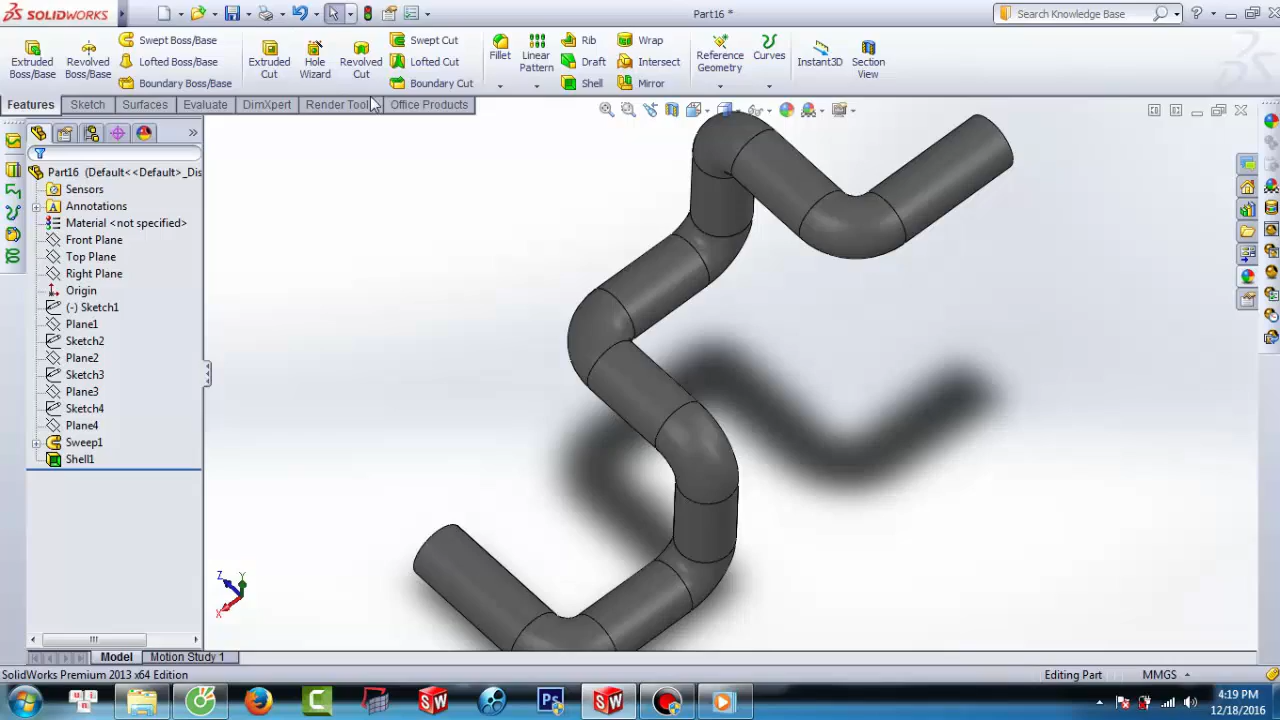 SOLIDWORKS
Part16 *
Search Knowledge Base
Extruded Boss/Base
Revolved Boss/Base
Swept Boss/Base
Lofted Boss/Base
Boundary Boss/Base
Extruded Cut
Hole Wizard
Revolved Cut
Swept Cut
Lofted Cut
Boundary Cut
Fillet
Linear Pattern
Rib
Draft
Shell
Wrap
Intersect
Mirror
Reference Geometry
Curves
Instant3D
Section View
Features
Sketch
Surfaces
Evaluate
DimXpert
Render Tool
Office Products
Part16 (Default<<Default>_Dis
Sensors
Annotations
Material <not specified>
Front Plane
Top Plane
Right Plane
Origin
(-) Sketch1
Plane1
Sketch2
Plane2
Sketch3
Plane3
Sketch4
Plane4
Sweep1
Shell1
Z
Y
X
Model
Motion Study 1
SolidWorks Premium 2013 x64 Edition
Editing Part
MMGS
4:19 PM
12/18/2016